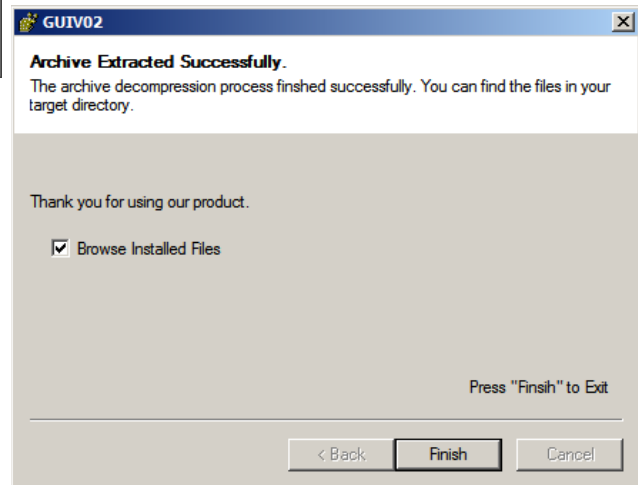 GUIV02
Archive Extracted Successfully.
The archive decompression process finshed successfully. You can find the files in your
target directory.
Thank you for using our product.
Browse Installed Files
Press "Finsih" to Exit
< Back Finish Cancel